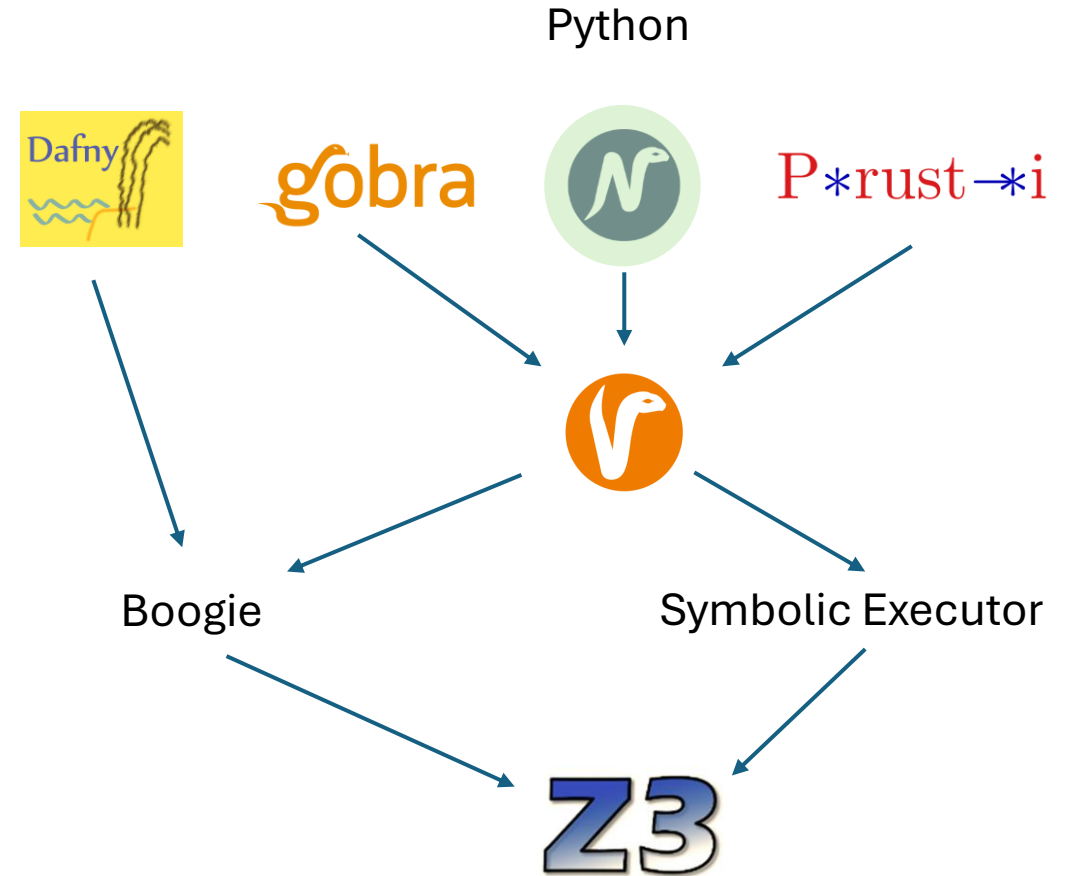 Python
Dafny
gobra
N
P*rust-*i
V
Boogie
Symbolic Executor
Z3